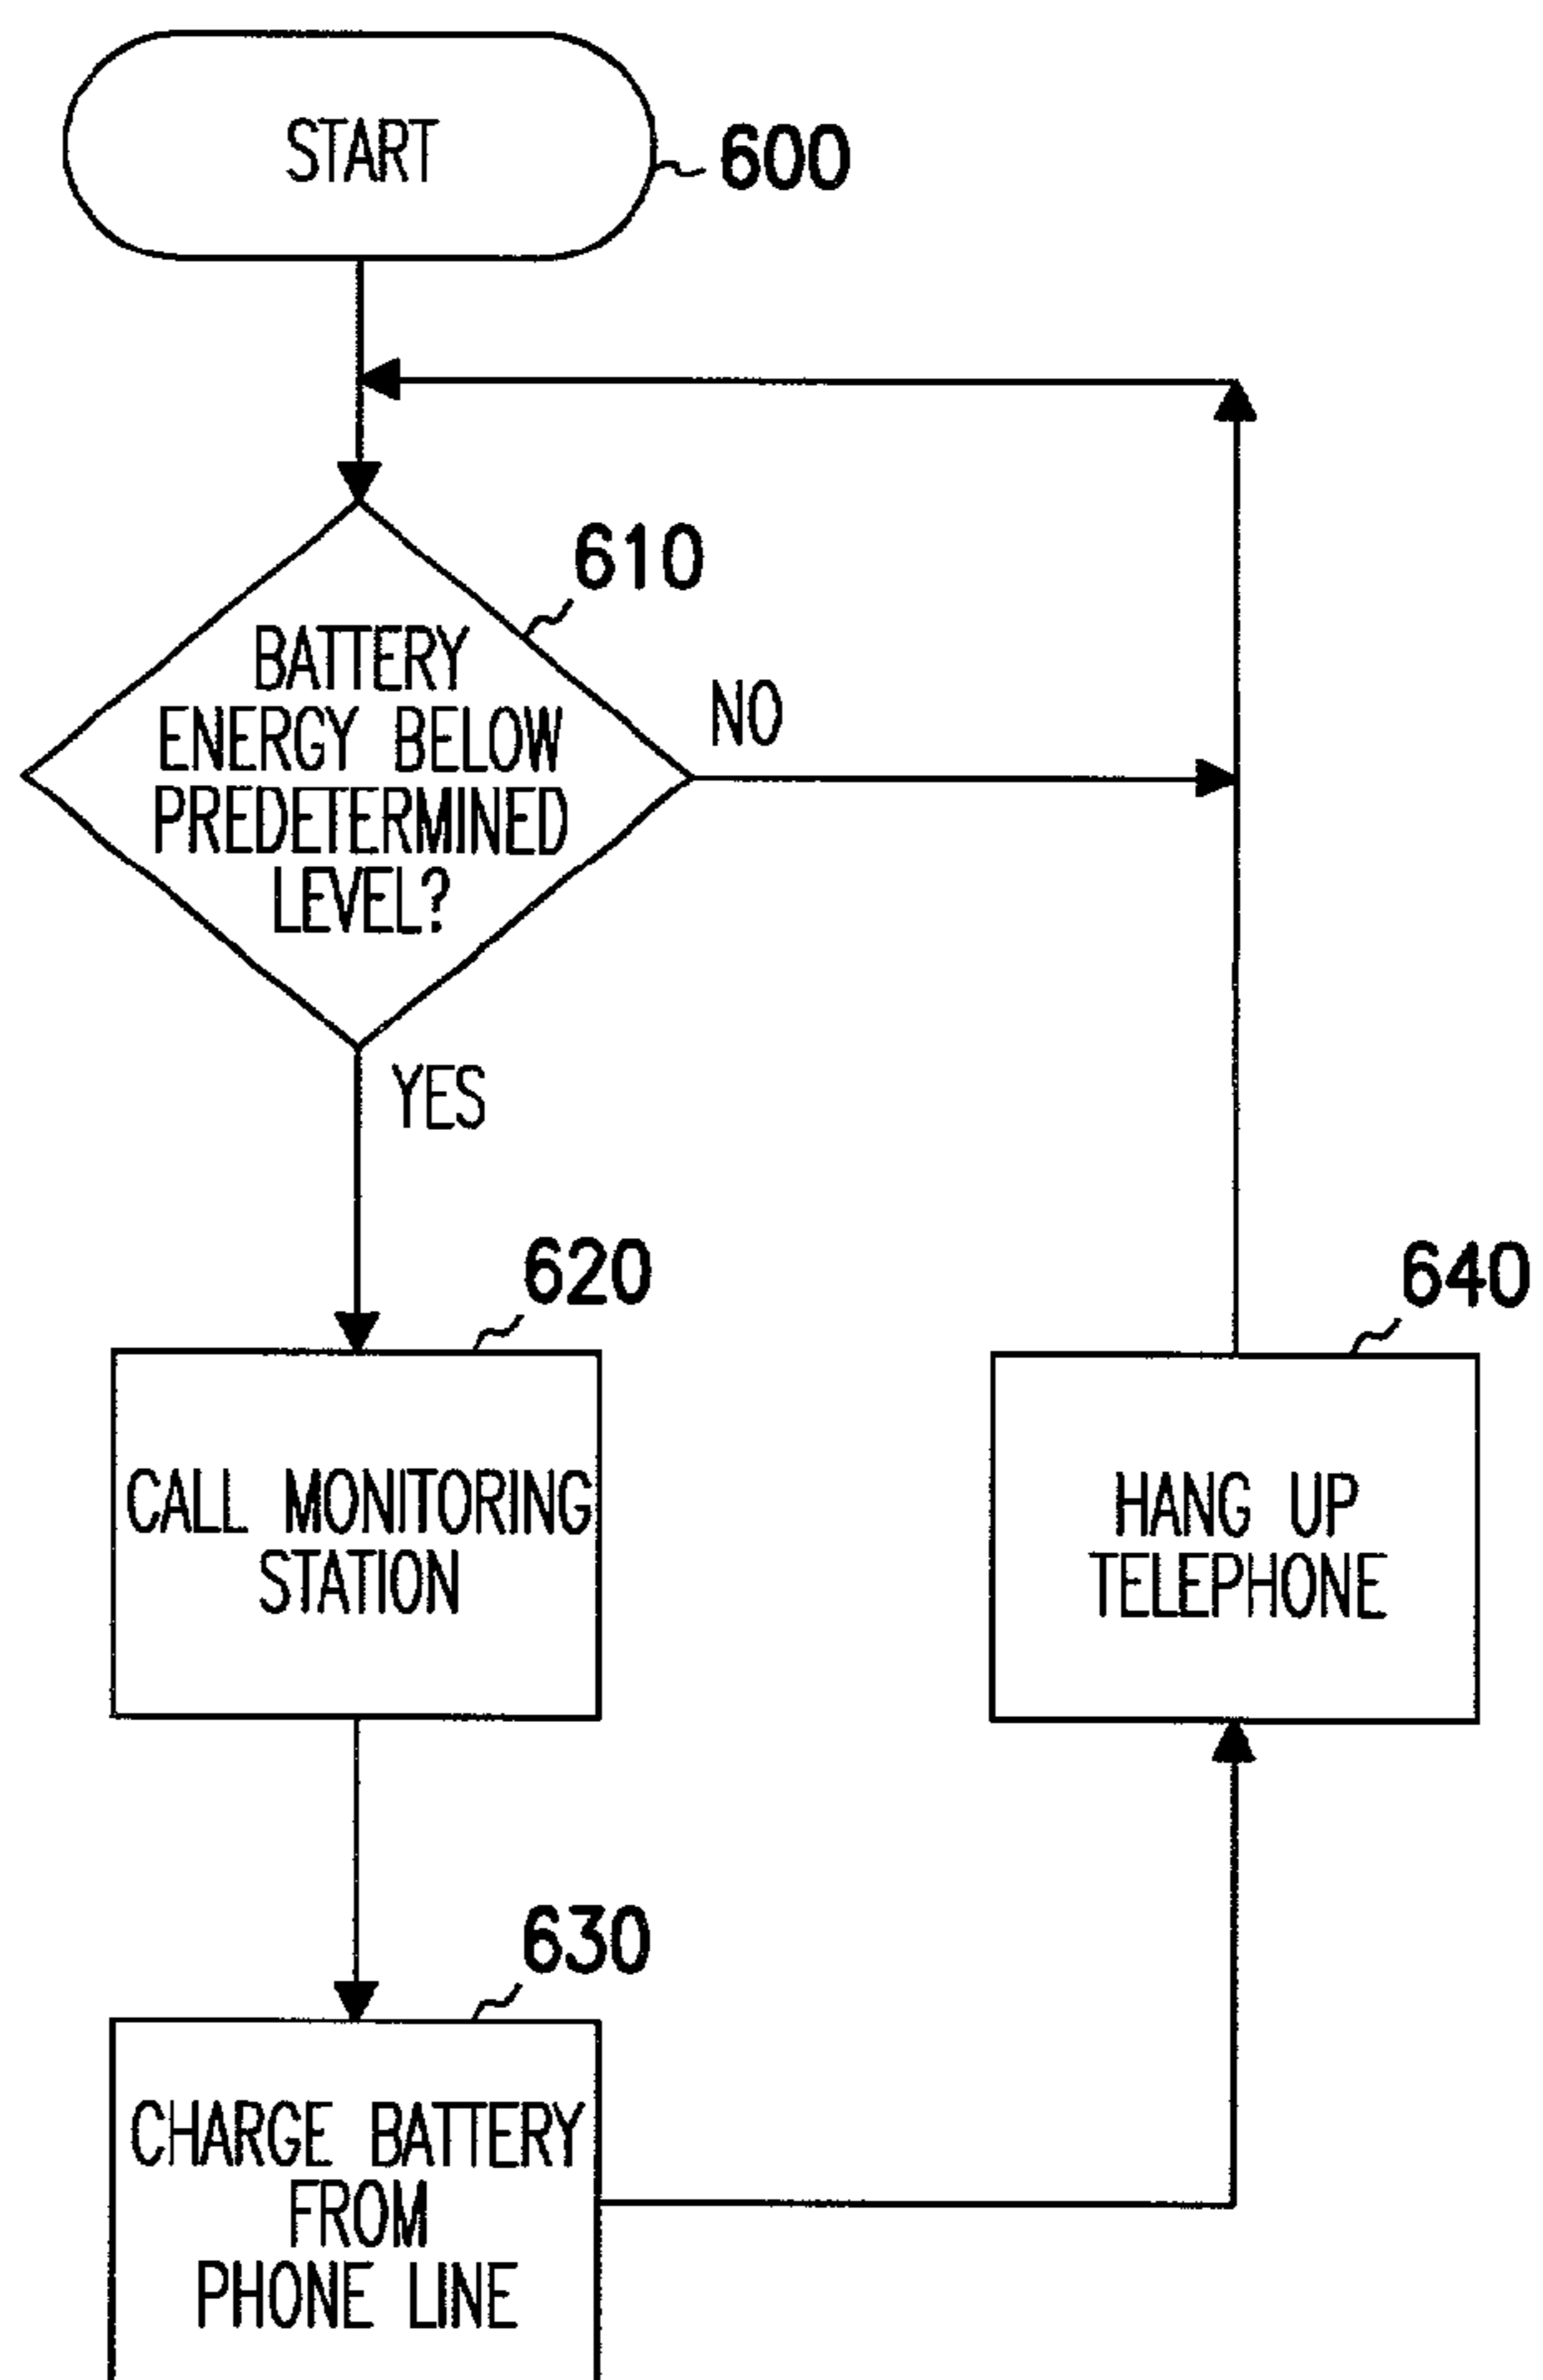 START
600
610
BATTERY
ENERGY BELOW
PREDETERMINED
LEVEL?
NO
YES
620
CALL MONITORING
STATION
640
HANG UP
TELEPHONE
630
CHARGE BATTERY
FROM
PHONE LINE